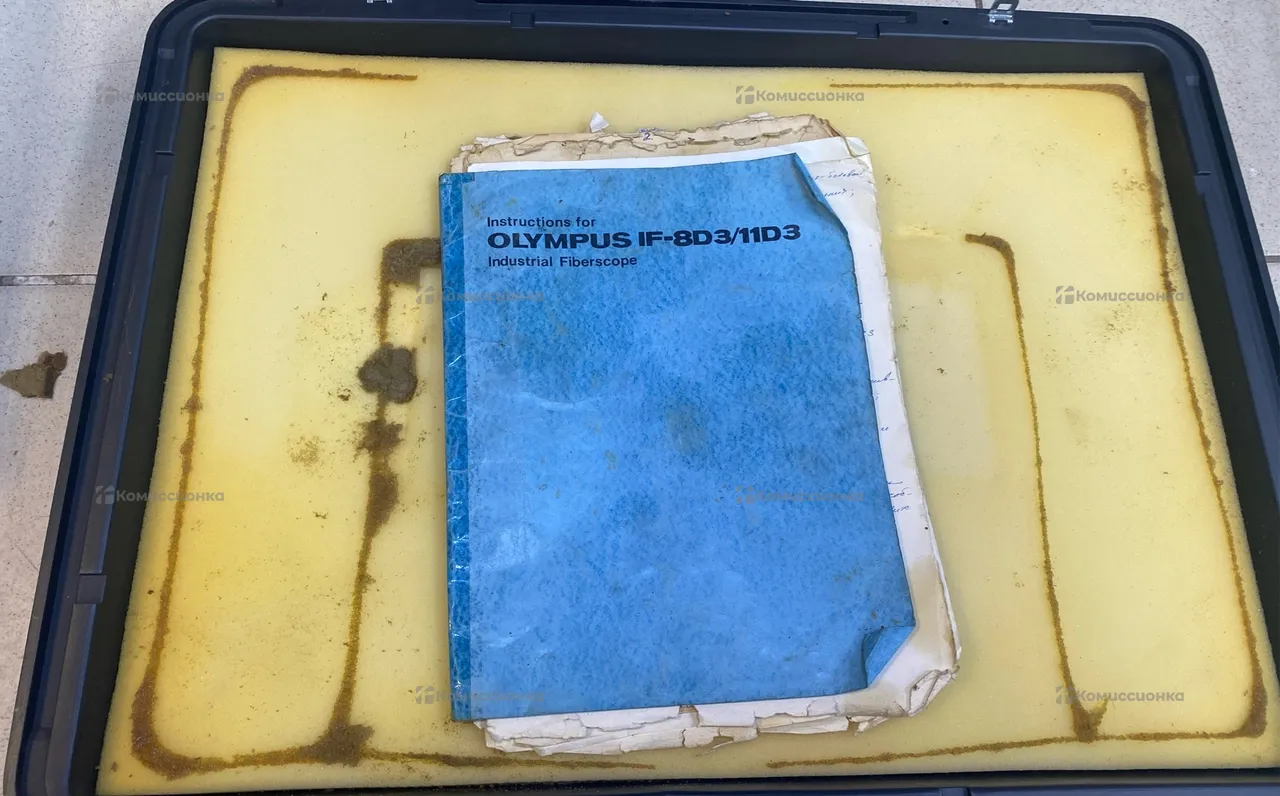 Комиссионка
Комиссионка
Instructions for
OLYMPUS IF-8D3/11D3
Industrial Fiberscope
Комиссионка
Комиссионка
Комиссионка
Комиссионка
Комиссионка
Комиссионка